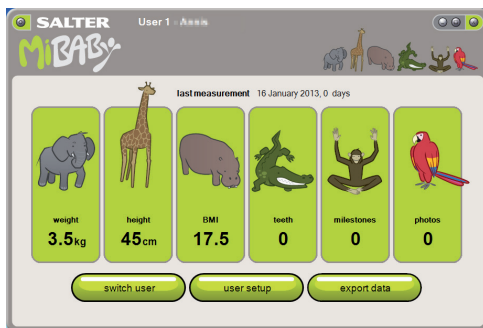 SALTER
User 1 -
MiBABy
last measurement 16 January 2013, 0 days
weight height BMI teeth milestones photos
3.5kg 45cm 17.5 0 0 0
switch user user setup export data